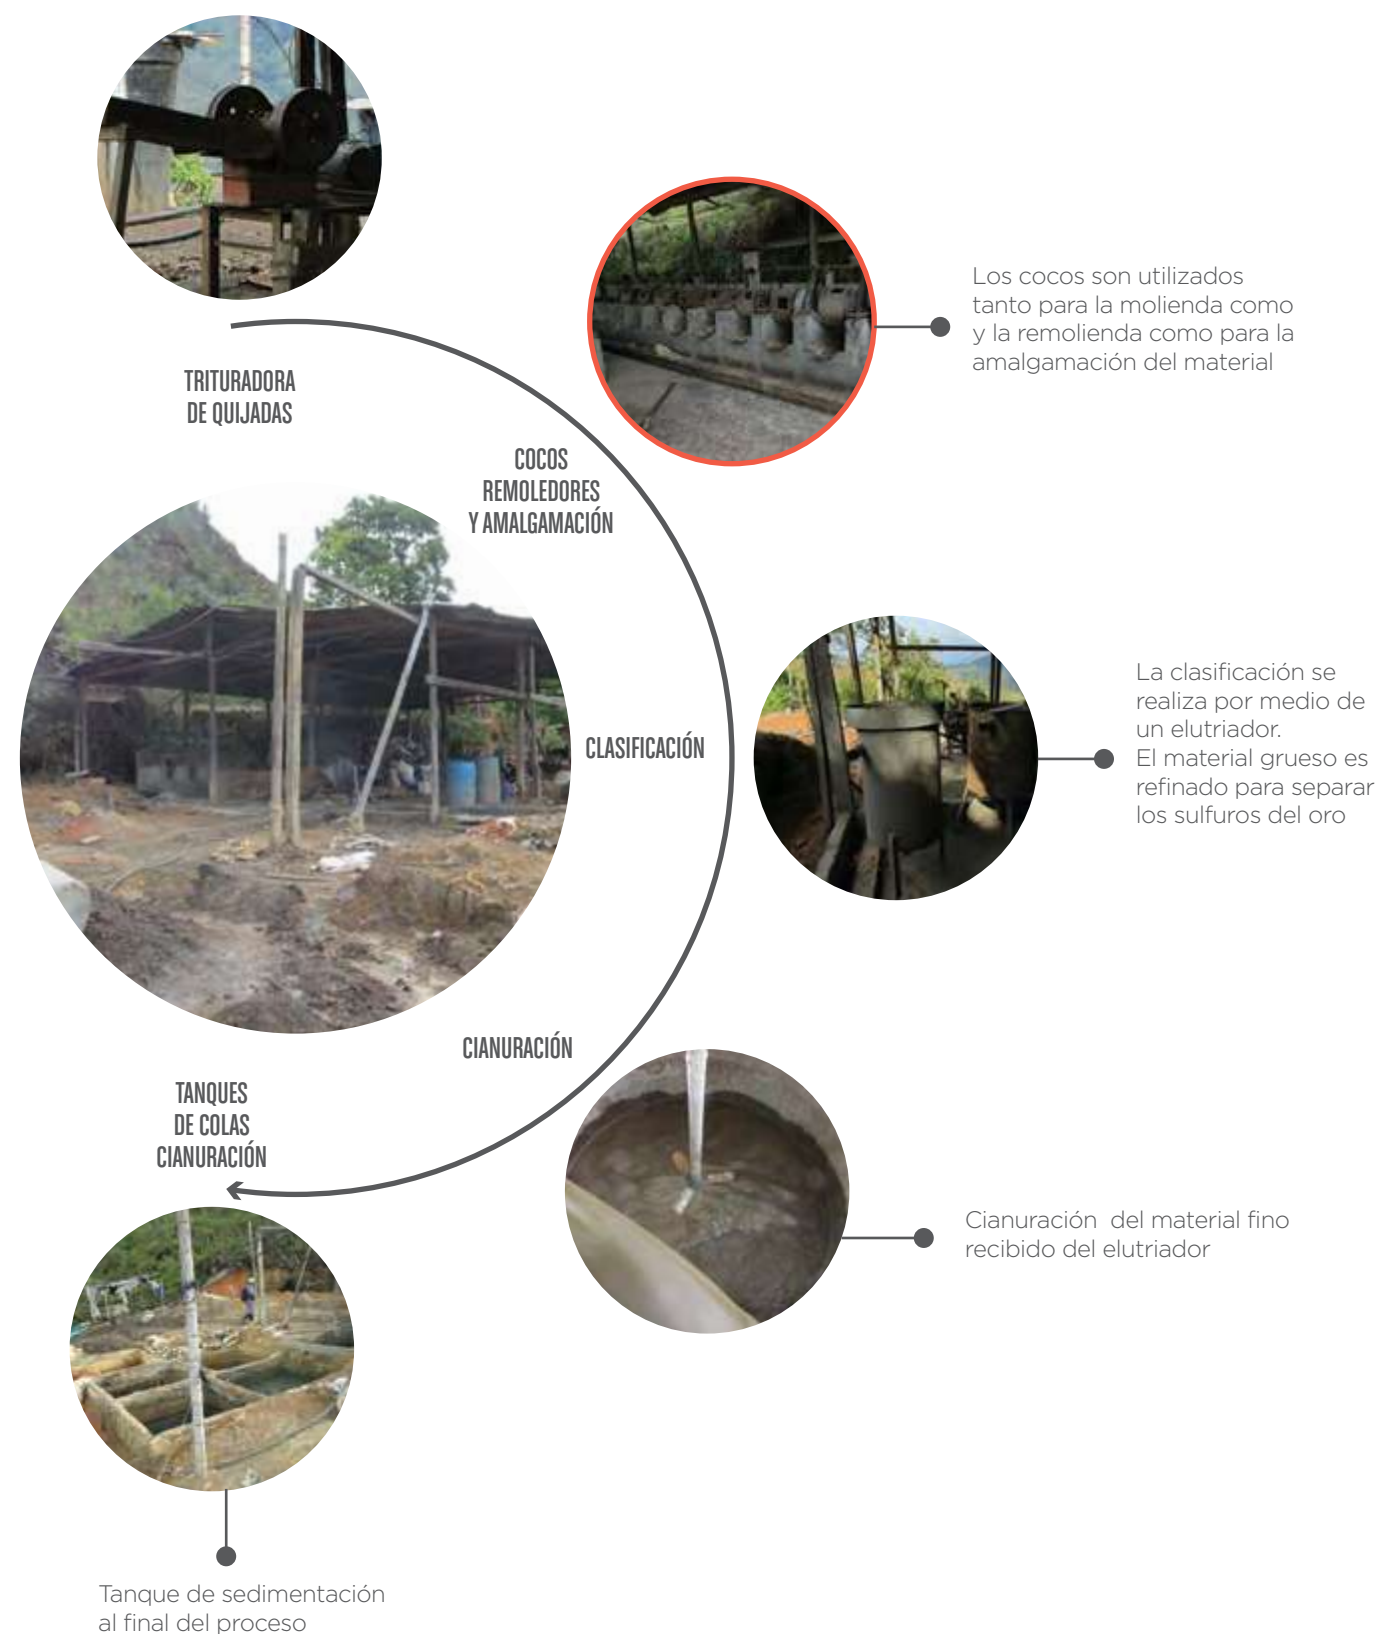 TRITURADORA
DE QUIJADAS
Los cocos son utilizados
tanto para la molienda como
y la remolienda como para la
amalgamación del material
COCOS
REMOLEDORES
Y AMALGAMACIÓN
CLASIFICACIÓN
La clasificación se
realiza por medio de
un elutriador.
El material grueso es
refinado para separar
los sulfuros del oro
CIANURACIÓN
Cianuración del material fino
recibido del elutriador
TANQUES
DE COLAS
CIANURACIÓN
Tanque de sedimentación
al final del proceso